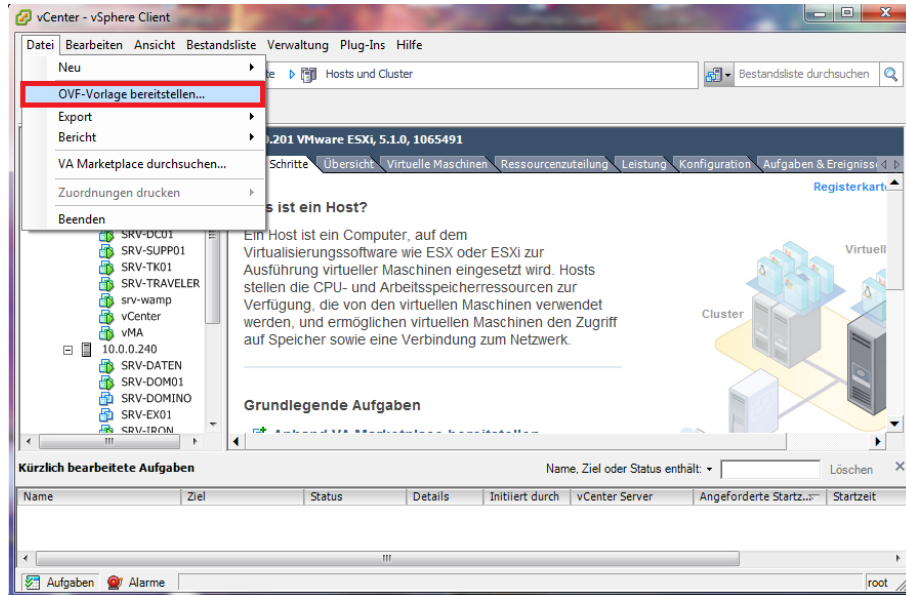 vCenter - vSphere Client
Datei Bearbeiten Ansicht Bestandsliste Verwaltung Plug-Ins Hilfe
Neu
OVF-Vorlage bereitstellen...
Export
Bericht
VA Marketplace durchsuchen...
Zuordnungen drucken
Beenden
Hosts und Cluster
Bestandsliste durchsuchen
.201 VMware ESXi, 5.1.0, 1065491
Schritte Übersicht Virtuelle Maschinen Ressourcenzuteilung Leistung Konfiguration Aufgaben & Ereigniss
Registerkart
SRV-DC01
SRV-SUPP01
SRV-TK01
SRV-TRAVELER
srv-wamp
vCenter
vMA
10.0.0.240
SRV-DATEN
SRV-DOM01
SRV-DOMINO
SRV-EX01
SRV-IRON
s ist ein Host?
Ein Host ist ein Computer, auf dem
Virtualisierungssoftware wie ESX oder ESXi zur
Ausführung virtueller Maschinen eingesetzt wird. Hosts
stellen die CPU- und Arbeitsspeicherressourcen zur
Verfügung, die von den virtuellen Maschinen verwendet
werden, und ermöglichen virtuellen Maschinen den Zugriff
auf Speicher sowie eine Verbindung zum Netzwerk.
Virtuell
Cluster
Grundlegende Aufgaben
Anhand VA Marketplace bereitstellen
Kürzlich bearbeitete Aufgaben
Name, Ziel oder Status enthält:
Löschen
Name Ziel Status Details Initiiert durch vCenter Server Angeforderte Startz... Startzeit
Aufgaben Alarme
root